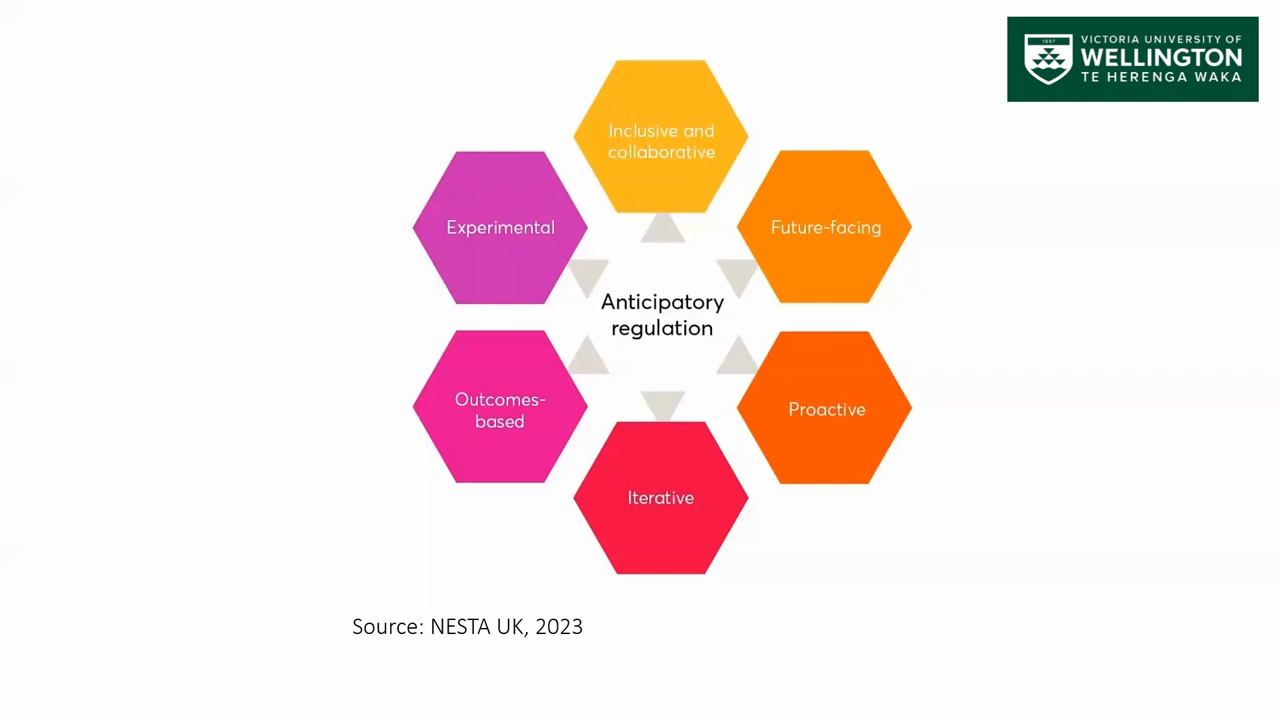 VICTORIA UNIVERSITY OF
WELLINGTON
TE HERENGA WAKA
1897
Inclusive and
collaborative
Experimental
Future-facing
Anticipatory
regulation
Outcomes-
based
Proactive
Iterative
Source: NESTA UK, 2023